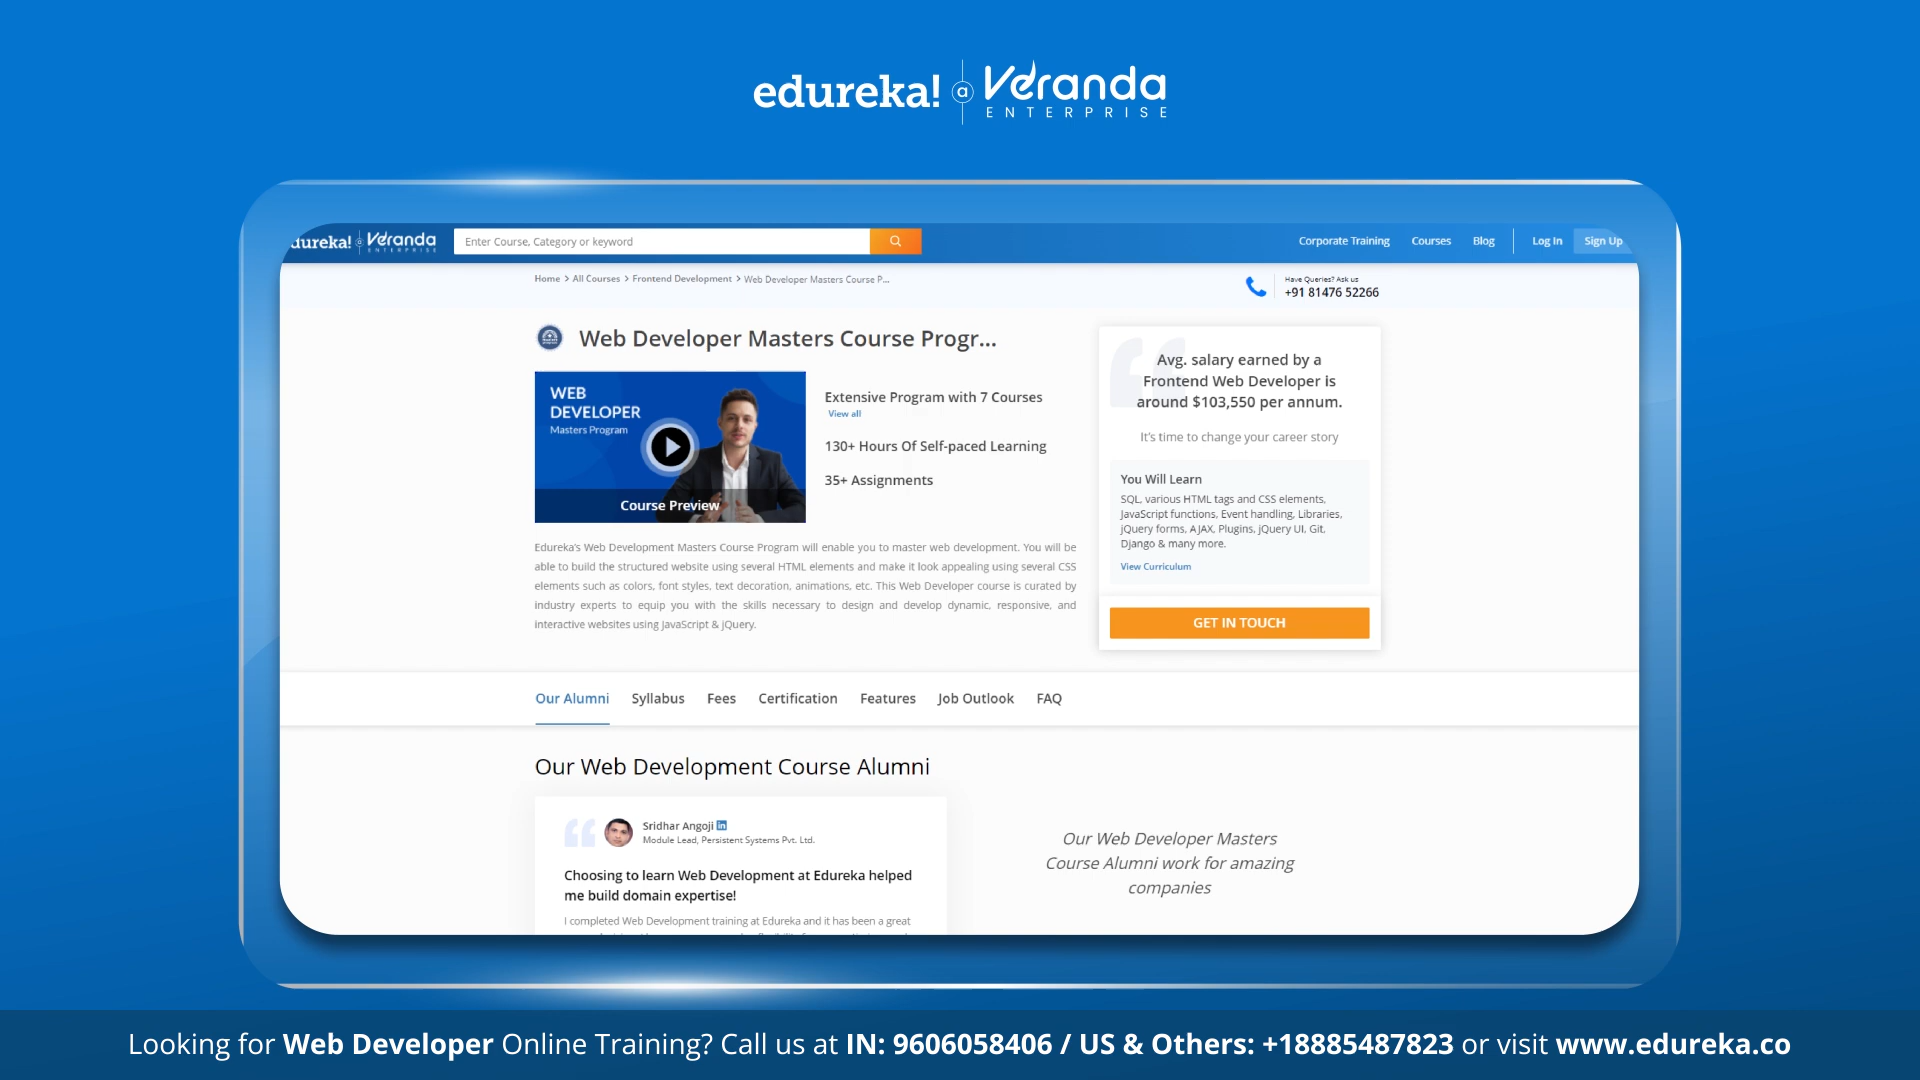 edureka! a Veranda
ENTERPRISE
dureka! a Veranda
ENTERPRISE
Enter Course, Category or keyword
Corporate Training
Courses
Blog
Log In
Sign Up
Home > All Courses > Frontend Development > Web Developer Masters Course P...
Have Queries? Ask us
+91 81476 52266
Web Developer Masters Course Progr...
WEB
DEVELOPER
Masters Program
Course Preview
Extensive Program with 7 Courses
View all
130+ Hours Of Self-paced Learning
35+ Assignments
Avg. salary earned by a
Frontend Web Developer is
around $103,550 per annum.
It's time to change your career story
You Will Learn
SQL, various HTML tags and CSS elements,
JavaScript functions, Event handling, Libraries,
jQuery forms, AJAX, Plugins, jQuery UI, Git,
Django & many more.
View Curriculum
GET IN TOUCH
Edureka's Web Development Masters Course Program will enable you to master web development. You will be
able to build the structured website using several HTML elements and make it look appealing using several CSS
elements such as colors, font styles, text decoration, animations, etc. This Web Developer course is curated by
industry experts to equip you with the skills necessary to design and develop dynamic, responsive, and
interactive websites using JavaScript & jQuery.
Our Alumni
Syllabus
Fees
Certification
Features
Job Outlook
FAQ
Our Web Development Course Alumni
Sridhar Angoji in
Module Lead, Persistent Systems Pvt. Ltd.
Choosing to learn Web Development at Edureka helped
me build domain expertise!
I completed Web Development training at Edureka and it has been a great
Our Web Developer Masters
Course Alumni work for amazing
companies
Looking for Web Developer Online Training? Call us at IN: 9606058406 / US & Others: +18885487823 or visit www.edureka.co